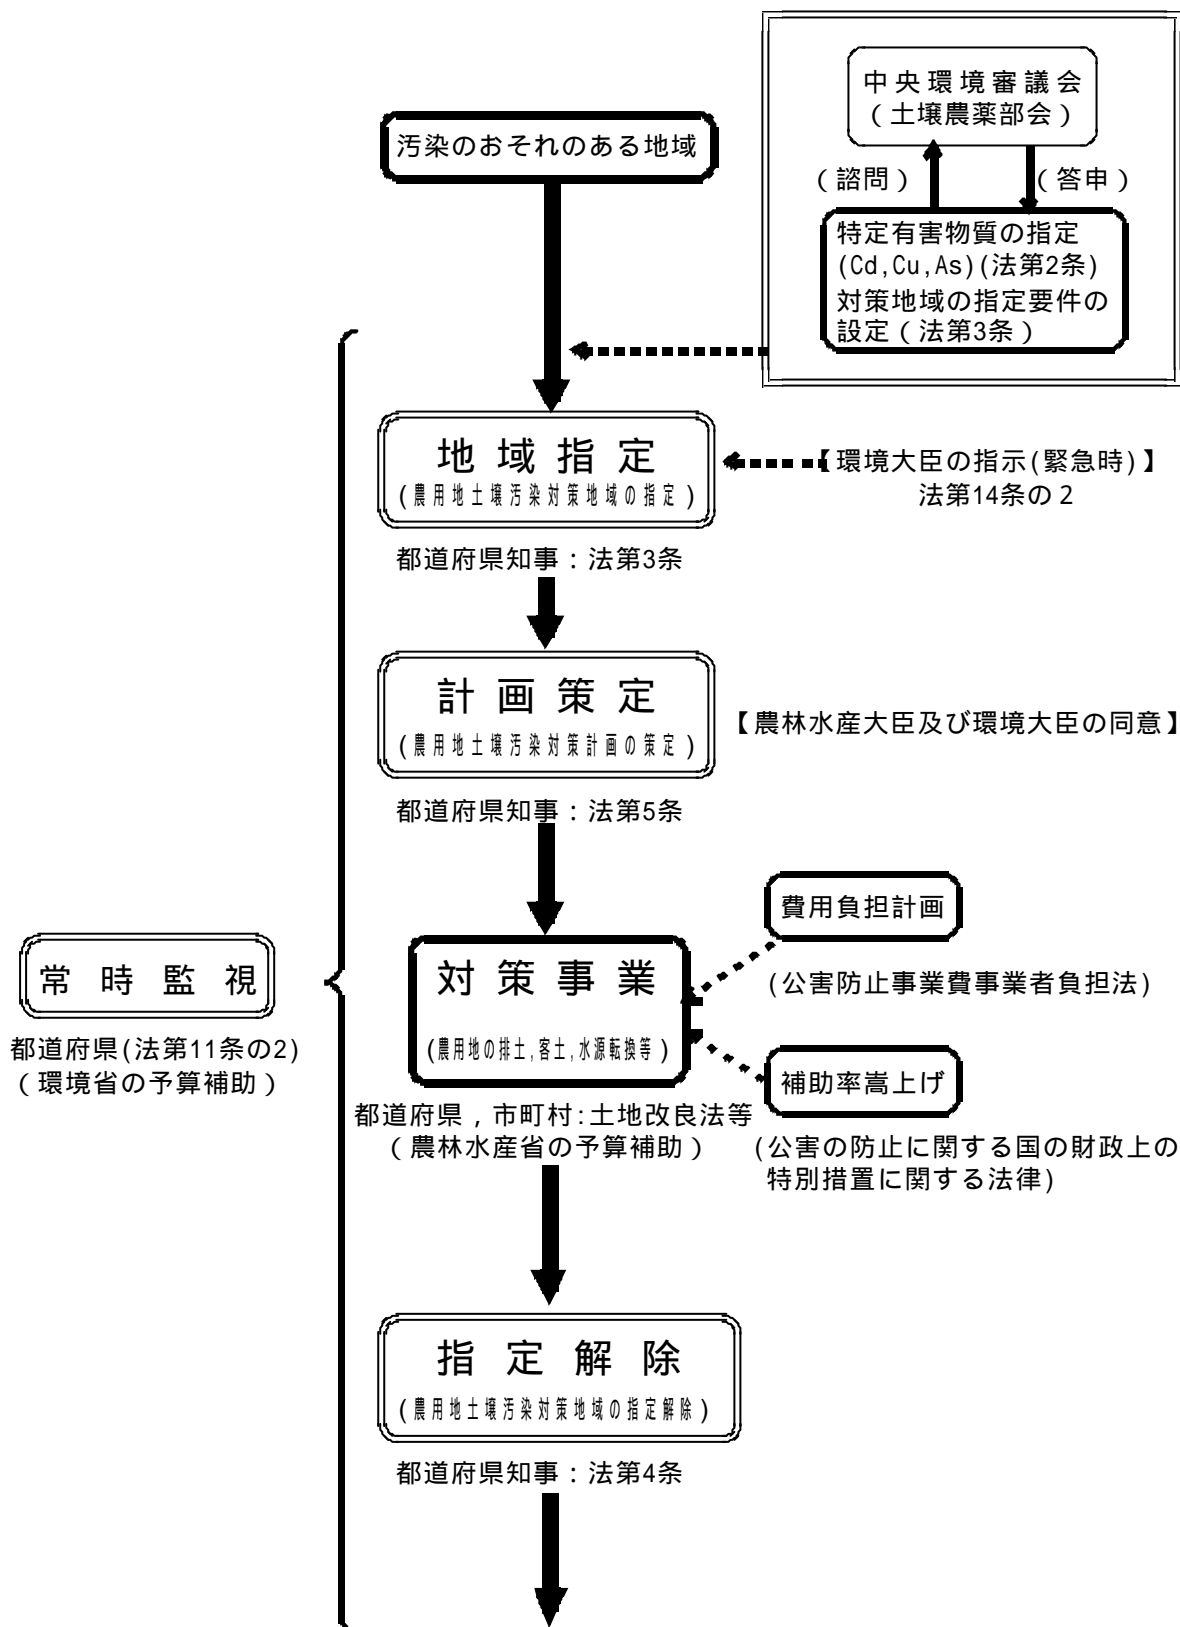 中央環境審議会
(土壌農薬部会)
汚染のおそれのある地域
(諮問)
(答申)
特定有害物質の指定
(Cd,Cu,As)(法第2条)
対策地域の指定要件の
設定(法第3条)
地域指定
(農用地土壌汚染対策地域の指定)
【環境大臣の指示(緊急時)】
法第14条の2
都道府県知事:法第3条
計画策定
(農用地土壌汚染対策計画の策定)
【農林水産大臣及び環境大臣の同意】
都道府県知事:法第5条
費用負担計画
(公害防止事業費事業者負担法)
常時監視
都道府県(法第11条の2)
(環境省の予算補助)
対策事業
(農用地の排土,客土,水源転換等)
補助率嵩上げ
都道府県,市町村:土地改良法等
(農林水産省の予算補助)
(公害の防止に関する国の財政上の
特別措置に関する法律)
指定解除
(農用地土壌汚染対策地域の指定解除)
都道府県知事:法第4条